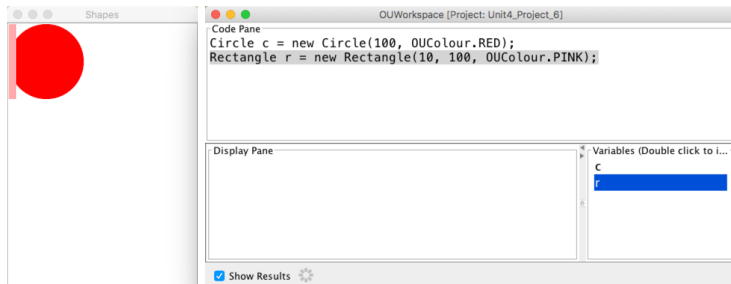 Shapes
OUWorkspace [Project: Unit4_Project_6]
Code Pane
Circle c = new Circle(100, OUColour.RED);
Rectangle r = new Rectangle(10, 100, OUColour.PINK);
Display Pane
Variables (Double click to i...
c
r
Show Results